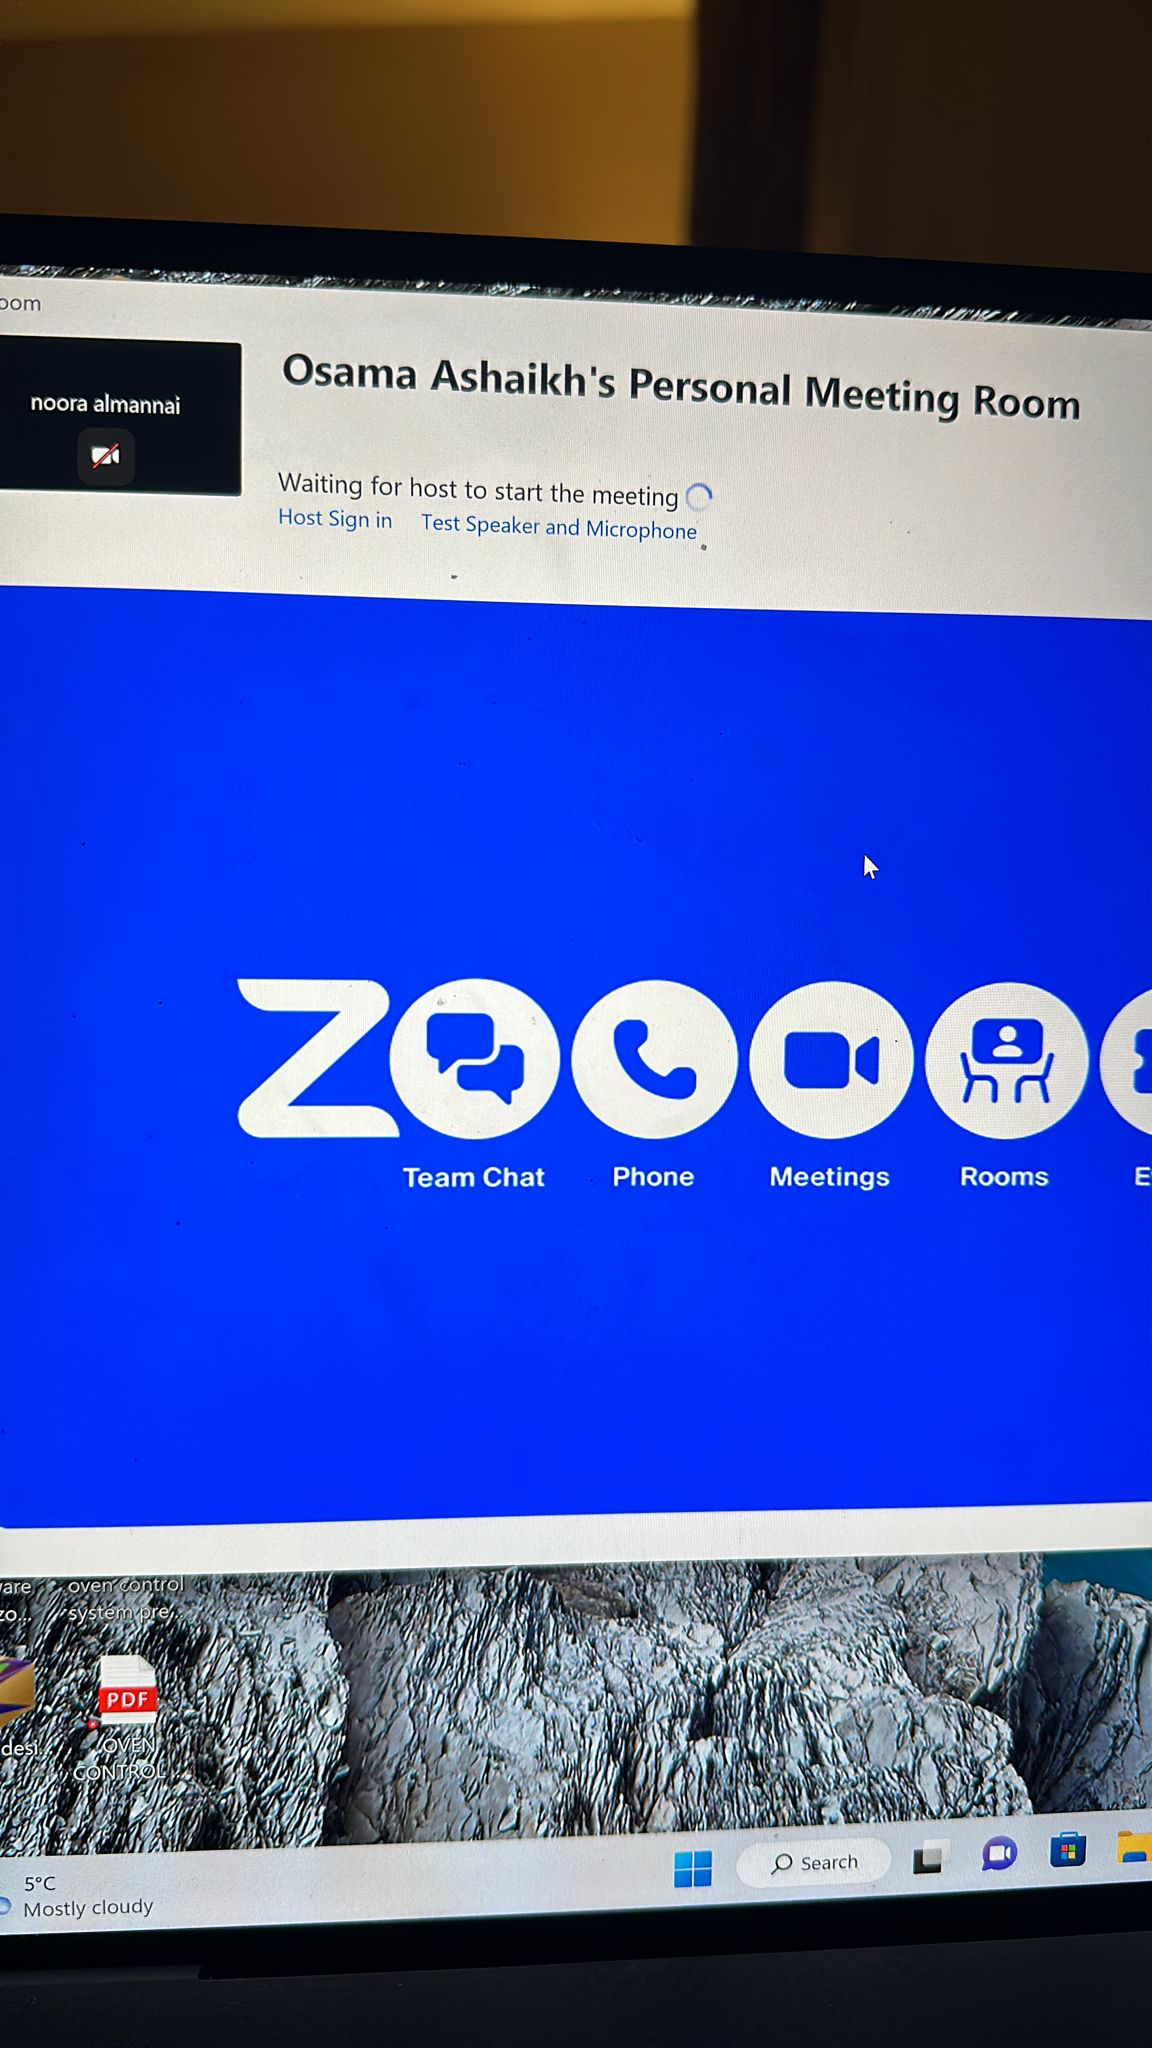 oom
noora almannai
Osama Ashaikh's Personal Meeting Room
Waiting for host to start the meeting
Host Sign in Test Speaker and Microphone
zoo
Team Chat Phone Meetings Rooms E
are oven control
zo... system pre...
PDF
desi... OVEN
CONTROL ...
5°C
Mostly cloudy
Search